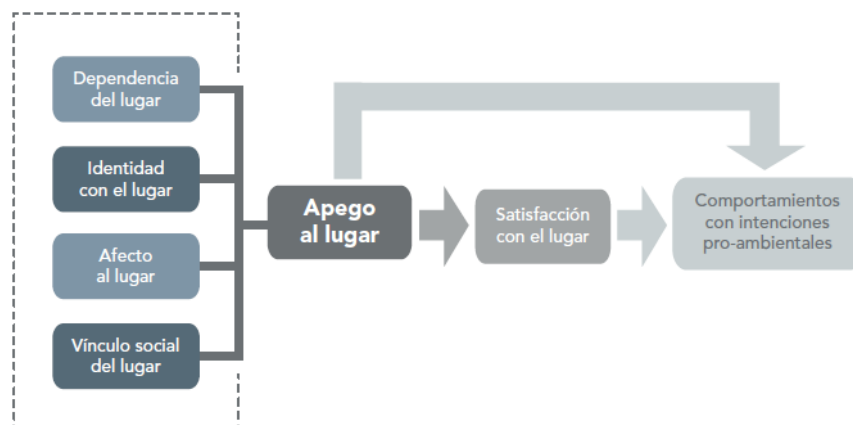 Dependencia
del lugar
Identidad
con el lugar
Afecto
al lugar
Vínculo social
del lugar
Apego
al lugar
Satisfacción
con el lugar
Comportamientos
con intenciones
pro-ambientales